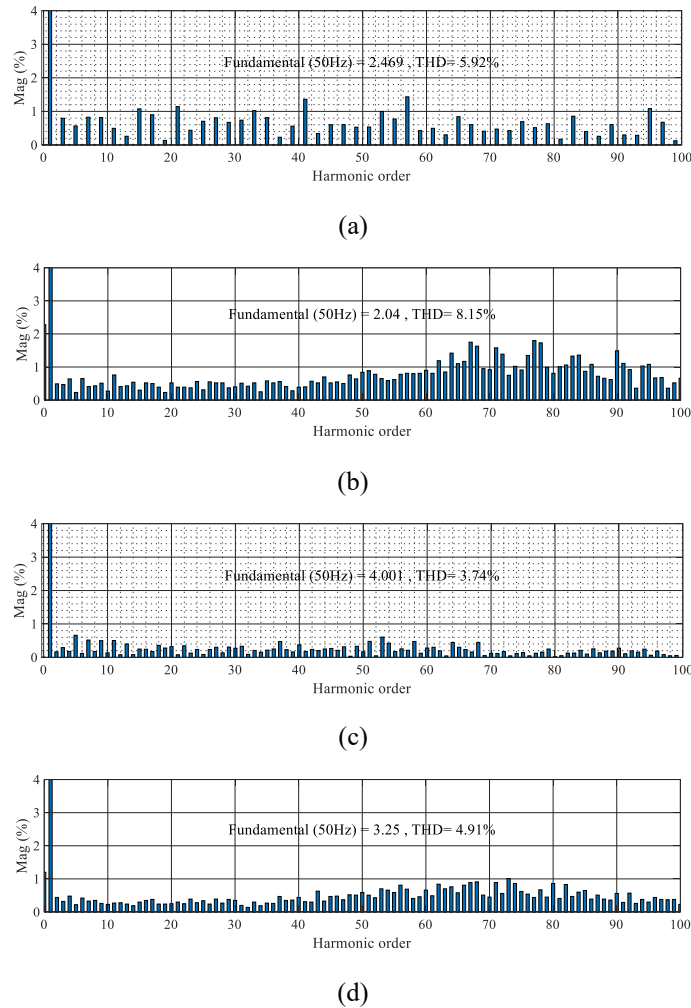 4
3
2
1
0
Mag (%)
Fundamental (50Hz) = 2.469 , THD= 5.92%
0 10 20 30 40 50 60 70 80 90 100
Harmonic order
(a)
4
3
2
1
0
Mag (%)
Fundamental (50Hz) = 2.04 , THD= 8.15%
0 10 20 30 40 50 60 70 80 90 100
Harmonic order
(b)
4
3
2
1
0
Mag (%)
Fundamental (50Hz) = 4.001 , THD= 3.74%
0 10 20 30 40 50 60 70 80 90 100
Harmonic order
(c)
4
3
2
1
0
Mag (%)
Fundamental (50Hz) = 3.25 , THD= 4.91%
0 10 20 30 40 50 60 70 80 90 100
Harmonic order
(d)